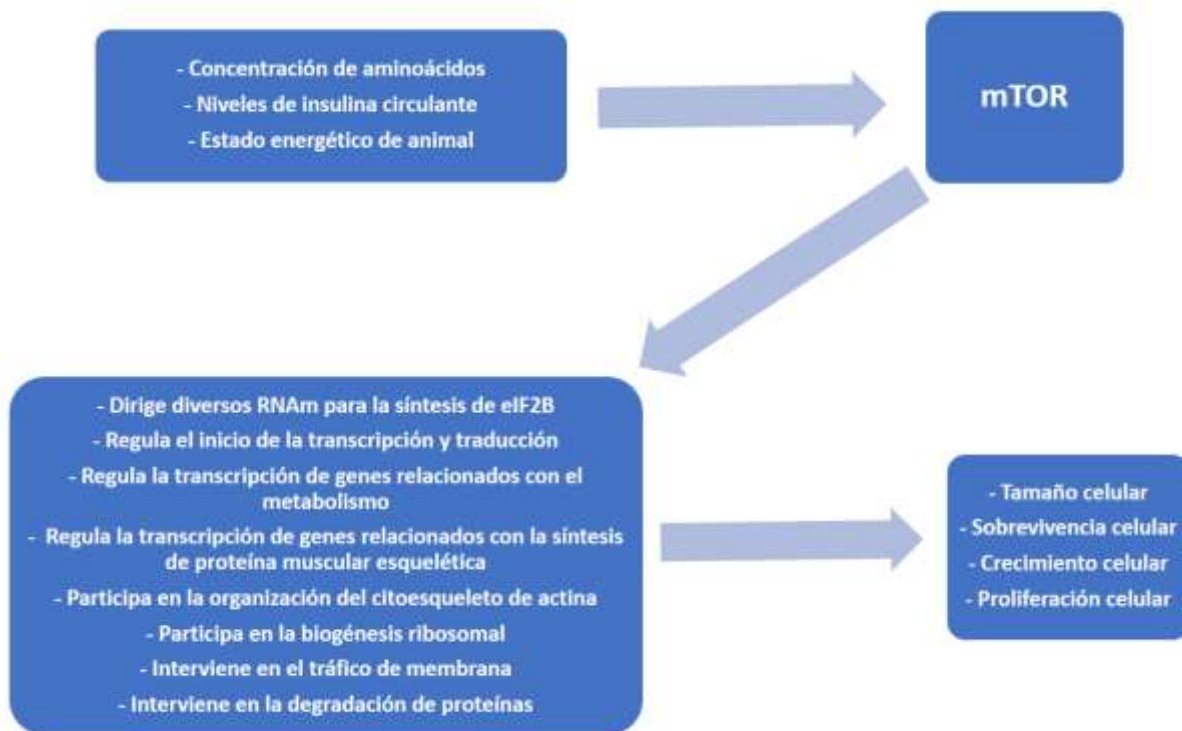 - Concentración de aminoácidos
- Niveles de insulina circulante
- Estado energético de animal
mTOR
- Dirige diversos RNAm para la síntesis de eIF2B
- Regula el inicio de la transcripción y traducción
- Regula la transcripción de genes relacionados con el
metabolismo
- Regula la transcripción de genes relacionados con la síntesis
de proteína muscular esquelética
- Participa en la organización del citoesqueleto de actina
- Participa en la biogénesis ribosomal
- Interviene en el tráfico de membrana
- Interviene en la degradación de proteínas
- Tamaño celular
- Sobrevivencia celular
- Crecimiento celular
- Proliferación celular